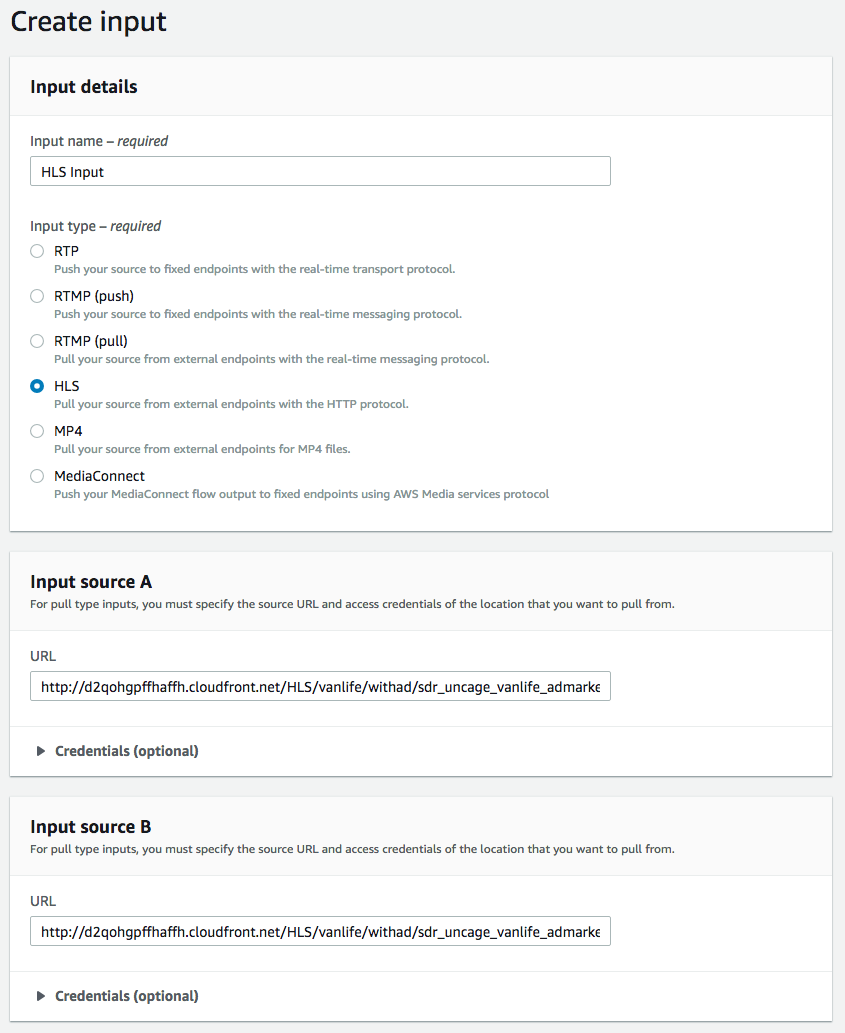 Create input
Input details
Input name – required
HLS Input
Input type – required
RTP
Push your source to fixed endpoints with the real-time transport protocol.
RTMP (push)
Push your source to fixed endpoints with the real-time messaging protocol.
RTMP (pull)
Pull your source from external endpoints with the real-time messaging protocol.
HLS
Pull your source from external endpoints with the HTTP protocol.
MP4
Pull your source from external endpoints for MP4 files.
MediaConnect
Push your MediaConnect flow output to fixed endpoints using AWS Media services protocol
Input source A
For pull type inputs, you must specify the source URL and access credentials of the location that you want to pull from.
URL
http://d2qohgpffhaffh.cloudfront.net/HLS/vanlife/withad/sdr_uncage_vanlife_admarke
Credentials (optional)
Input source B
For pull type inputs, you must specify the source URL and access credentials of the location that you want to pull from.
URL
http://d2qohgpffhaffh.cloudfront.net/HLS/vanlife/withad/sdr_uncage_vanlife_admarke
Credentials (optional)